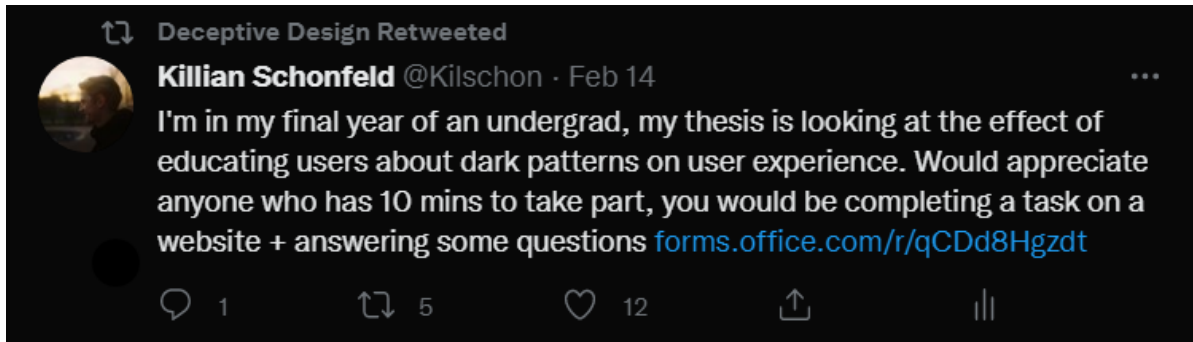 Deceptive Design Retweeted
Killian Schonfeld @Kilschon · Feb 14
I'm in my final year of an undergrad, my thesis is looking at the effect of
educating users about dark patterns on user experience. Would appreciate
anyone who has 10 mins to take part, you would be completing a task on a
website + answering some questions forms.office.com/r/qCDd8Hgzdt
1 5 12